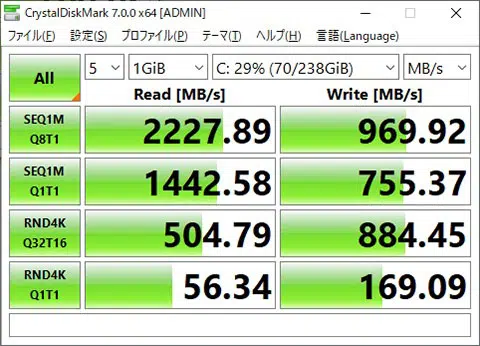 CrystalDiskMark 7.0.0 x64 [ADMIN]
ファイル(F) 設定(S) プロファイル(P) テーマ(T) ヘルプ(H) 言語(Language)
All 5 1GiB C: 29% (70/238GiB) MB/s
Read [MB/s] Write [MB/s]
SEQ1M
Q8T1 2227.89 969.92
SEQ1M
Q1T1 1442.58 755.37
RND4K
Q32T16 504.79 884.45
RND4K
Q1T1 56.34 169.09